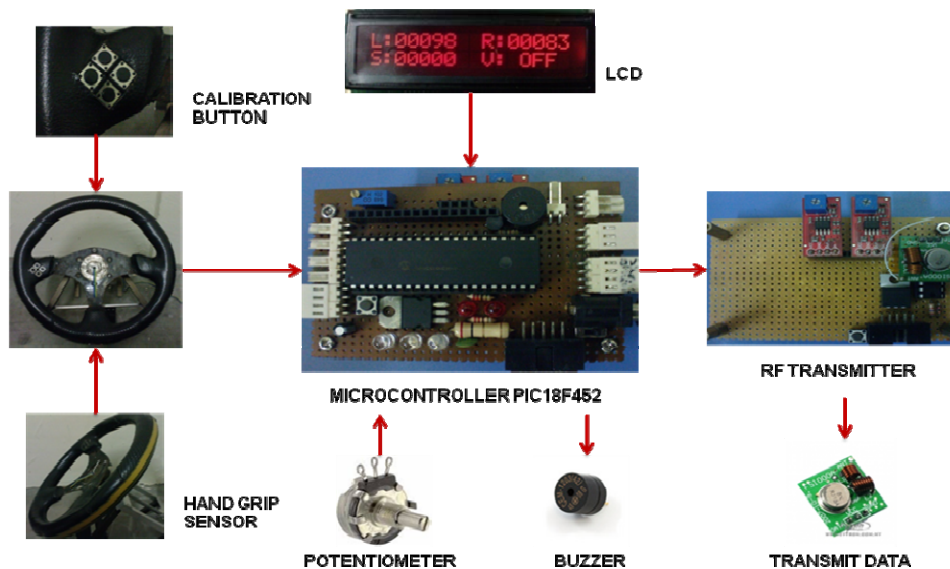 L:00098 R:00083
S:00000 V: OFF
LCD
CALIBRATION
BUTTON
MICROCONTROLLER PIC18F452
RF TRANSMITTER
HAND GRIP
SENSOR
POTENTIOMETER
BUZZER
TRANSMIT DATA